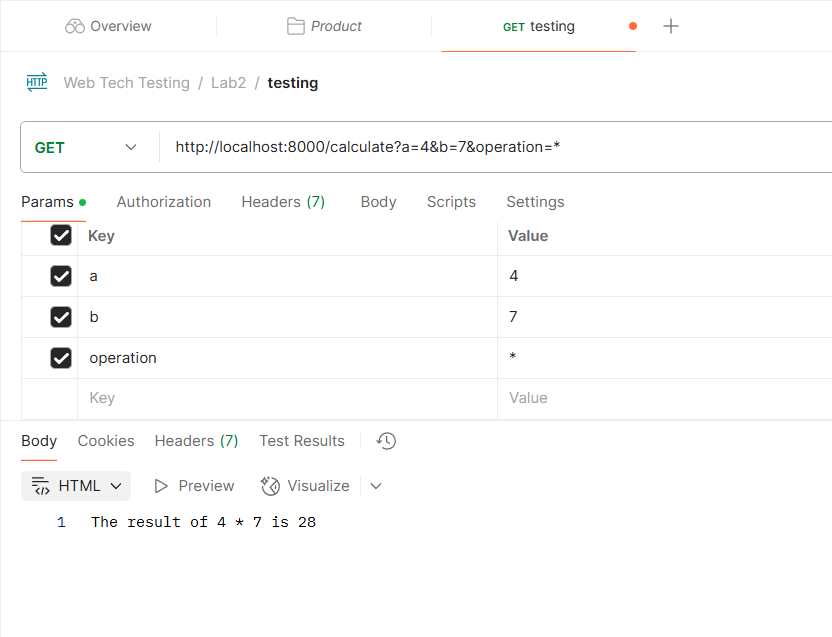 Overview Product GET testing
HTTP Web Tech Testing / Lab2 / testing
GET http://localhost:8000/calculate?a=4&b=7&operation=*
Params Authorization Headers (7) Body Scripts Settings
Key Value
a 4
b 7
operation *
Key Value
Body Cookies Headers (7) Test Results
HTML Preview Visualize
1 The result of 4 * 7 is 28